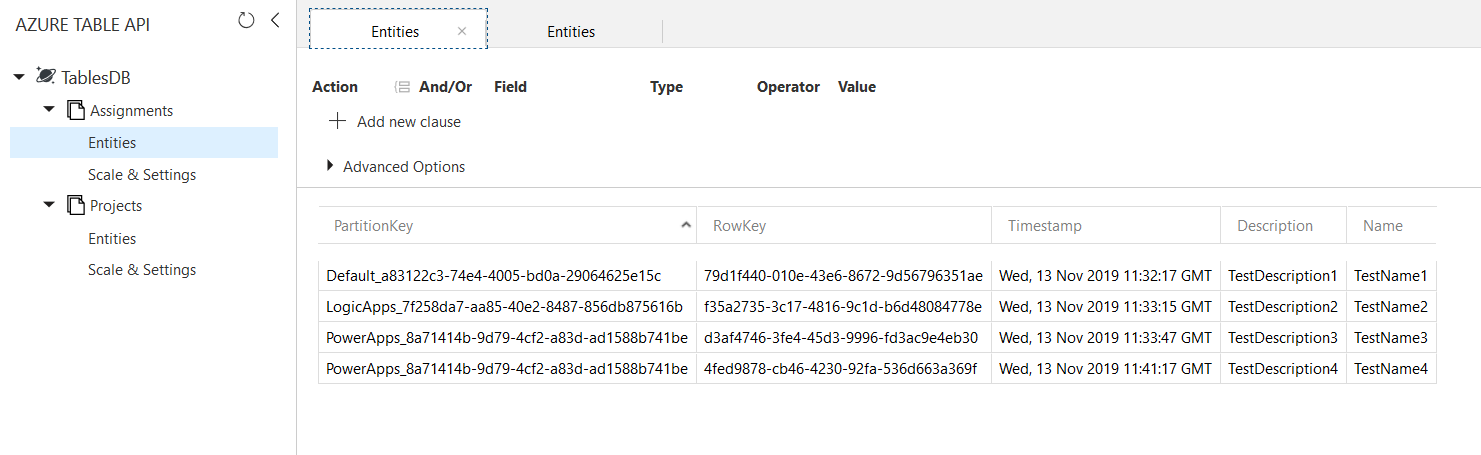 AZURE TABLE API
TablesDB
Assignments
Entities
Scale & Settings
Projects
Entities
Scale & Settings
Entities Entities
Action And/Or Field Type Operator Value
Add new clause
Advanced Options
PartitionKey RowKey Timestamp Description Name
Default_a83122c3-74e4-4005-bd0a-29064625e15c 79d1f440-010e-43e6-8672-9d56796351ae Wed, 13 Nov 2019 11:32:17 GMT TestDescription1 TestName1
LogicApps_7f258da7-aa85-40e2-8487-856db875616b f35a2735-3c17-4816-9c1d-b6d48084778e Wed, 13 Nov 2019 11:33:15 GMT TestDescription2 TestName2
PowerApps_8a71414b-9d79-4cf2-a83d-ad1588b741be d3af4746-3fe4-45d3-9996-fd3ac9e4eb30 Wed, 13 Nov 2019 11:33:47 GMT TestDescription3 TestName3
PowerApps_8a71414b-9d79-4cf2-a83d-ad1588b741be 4fed9878-cb46-4230-92fa-536d663a369f Wed, 13 Nov 2019 11:41:17 GMT TestDescription4 TestName4